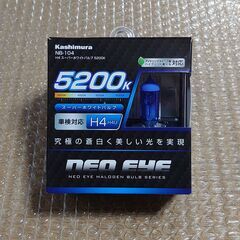 Kashimura
NB-104
H4 スーパーホワイトバルブ 5200K
5200K
スーパーホワイトバルブ
車検対応
H4 H4U
究極の蒼白く美しい光を実現
NEO EYE
NEO EYE HALOGEN BULB SERIES